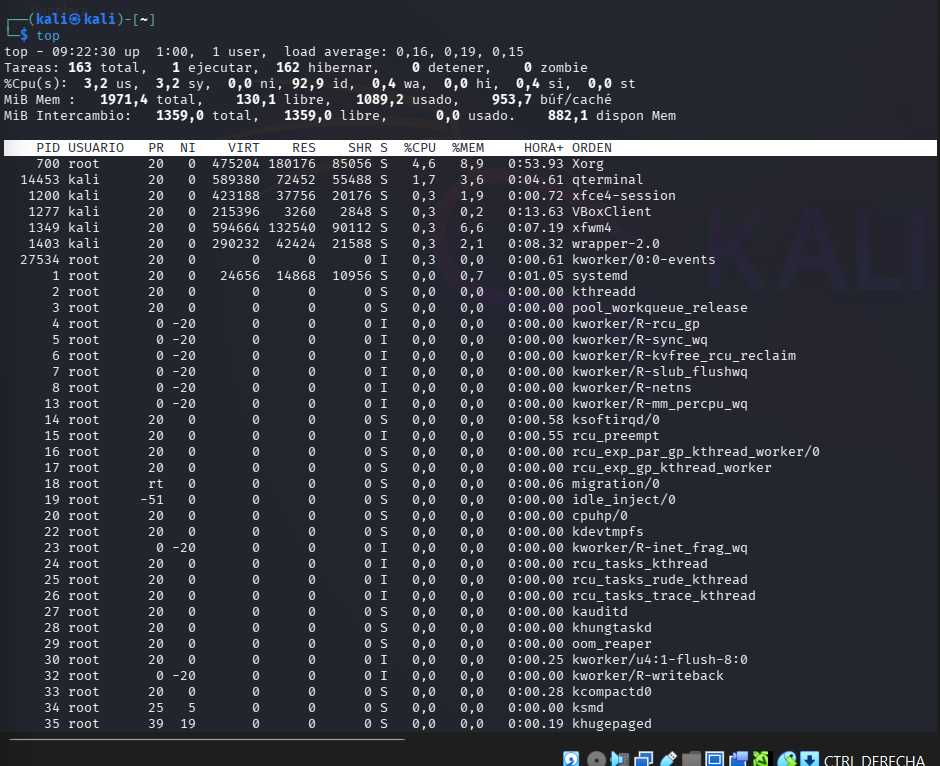 ┌──(kali㉿kali)-[~]
└─$ top
top - 09:22:30 up  1:00,  1 user,  load average: 0,16, 0,19, 0,15
Tareas: 163 total,   1 ejecutar,  162 hibernar,    0 detener,    0 zombie
%Cpu(s):  3,2 us,  3,2 sy,  0,0 ni, 92,9 id,  0,4 wa,  0,0 hi,  0,4 si,  0,0 st
MiB Mem :   1971,4 total,    130,1 libre,   1089,2 usado,    953,7 búf/caché
MiB Intercambio:   1359,0 total,   1359,0 libre,      0,0 usado.    882,1 dispon Mem
PID USUARIO   PR  NI    VIRT    RES    SHR S  %CPU  %MEM     HORA+ ORDEN
700 root      20   0  475204 180176  85056 S   4,6   8,9   0:53.93 Xorg
14453 kali      20   0  589380  72452  55488 S   1,7   3,6   0:04.61 qterminal
1200 kali      20   0  423188  37756  20176 S   0,3   1,9   0:00.72 xfce4-session
1277 kali      20   0  215396   3260   2848 S   0,3   0,2   0:13.63 VBoxClient
1349 kali      20   0  594664 132540  90112 S   0,3   6,6   0:07.19 xfwm4
1403 kali      20   0  290232  42424  21588 S   0,3   2,1   0:08.32 wrapper-2.0
27534 root      20   0       0      0      0 I   0,3   0,0   0:00.61 kworker/0:0-events
1 root      20   0   24656  14868  10956 S   0,0   0,7   0:01.05 systemd
2 root      20   0       0      0      0 S   0,0   0,0   0:00.00 kthreadd
3 root      20   0       0      0      0 S   0,0   0,0   0:00.00 pool_workqueue_release
4 root       0 -20       0      0      0 I   0,0   0,0   0:00.00 kworker/R-rcu_gp
5 root       0 -20       0      0      0 I   0,0   0,0   0:00.00 kworker/R-sync_wq
6 root       0 -20       0      0      0 I   0,0   0,0   0:00.00 kworker/R-kvfree_rcu_reclaim
7 root       0 -20       0      0      0 I   0,0   0,0   0:00.00 kworker/R-slub_flushwq
8 root       0 -20       0      0      0 I   0,0   0,0   0:00.00 kworker/R-netns
13 root       0 -20       0      0      0 I   0,0   0,0   0:00.00 kworker/R-mm_percpu_wq
14 root      20   0       0      0      0 S   0,0   0,0   0:00.58 ksoftirqd/0
15 root      20   0       0      0      0 I   0,0   0,0   0:00.55 rcu_preempt
16 root      20   0       0      0      0 S   0,0   0,0   0:00.00 rcu_exp_par_gp_kthread_worker/0
17 root      20   0       0      0      0 S   0,0   0,0   0:00.00 rcu_exp_gp_kthread_worker
18 root      rt   0       0      0      0 S   0,0   0,0   0:00.06 migration/0
19 root     -51   0       0      0      0 S   0,0   0,0   0:00.00 idle_inject/0
20 root      20   0       0      0      0 S   0,0   0,0   0:00.00 cpuhp/0
22 root      20   0       0      0      0 S   0,0   0,0   0:00.00 kdevtmpfs
23 root       0 -20       0      0      0 I   0,0   0,0   0:00.00 kworker/R-inet_frag_wq
24 root      20   0       0      0      0 I   0,0   0,0   0:00.00 rcu_tasks_kthread
25 root      20   0       0      0      0 I   0,0   0,0   0:00.00 rcu_tasks_rude_kthread
26 root      20   0       0      0      0 I   0,0   0,0   0:00.00 rcu_tasks_trace_kthread
27 root      20   0       0      0      0 S   0,0   0,0   0:00.00 kauditd
28 root      20   0       0      0      0 S   0,0   0,0   0:00.00 khungtaskd
29 root      20   0       0      0      0 S   0,0   0,0   0:00.00 oom_reaper
30 root      20   0       0      0      0 I   0,0   0,0   0:00.25 kworker/u4:1-flush-8:0
32 root       0 -20       0      0      0 I   0,0   0,0   0:00.00 kworker/R-writeback
33 root      20   0       0      0      0 S   0,0   0,0   0:00.28 kcompactd0
34 root      25   5       0      0      0 S   0,0   0,0   0:00.00 ksmd
35 root      39  19       0      0      0 S   0,0   0,0   0:00.19 khugepaged
KALI
CTRL DERECHA